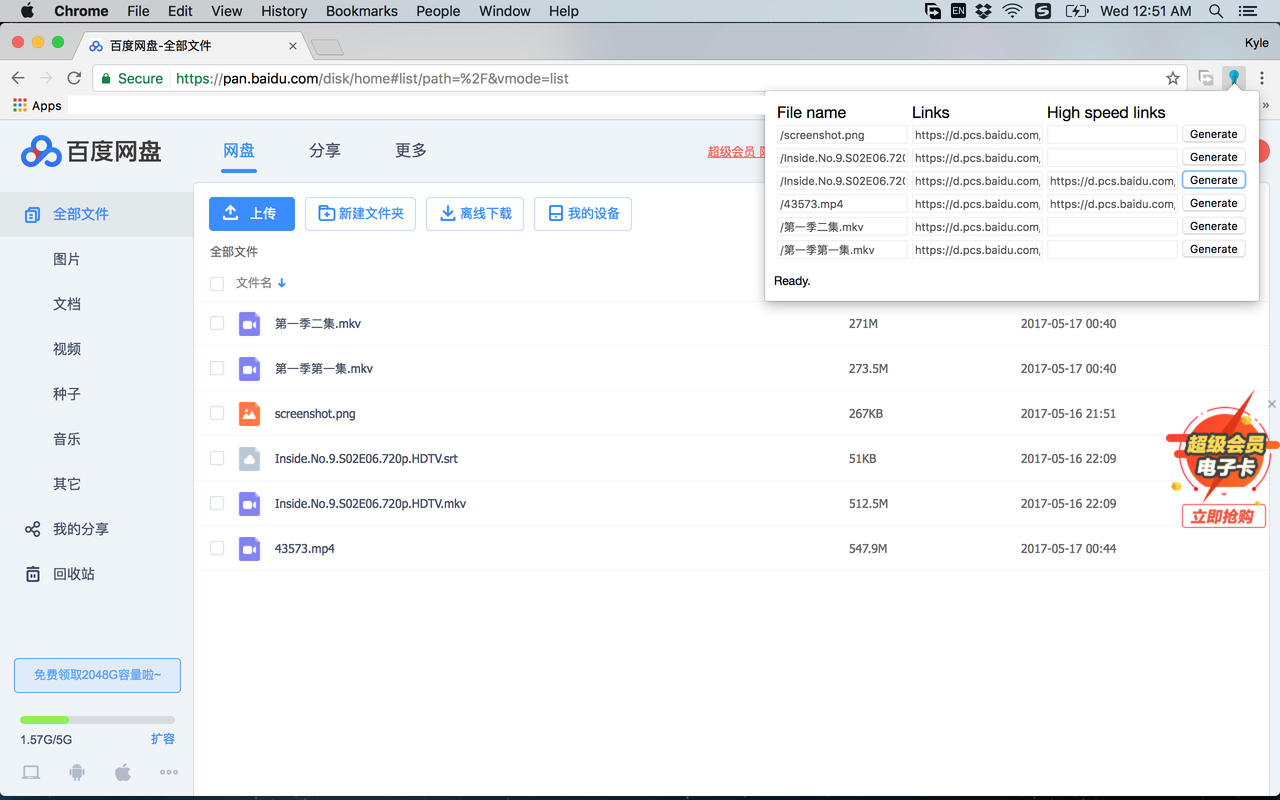 Chrome File Edit View History Bookmarks People Window Help EN Wed 12:51 AM
百度网盘-全部文件 Kyle
Secure https://pan.baidu.com/disk/home#list/path=%2F&vmode=list
Apps »
File name Links High speed links
/screenshot.png https://d.pcs.baidu.com, Generate
/Inside.No.9.S02E06.720 https://d.pcs.baidu.com, Generate
/Inside.No.9.S02E06.720 https://d.pcs.baidu.com, https://d.pcs.baidu.com, Generate
/43573.mp4 https://d.pcs.baidu.com, https://d.pcs.baidu.com, Generate
/第一季二集.mkv https://d.pcs.baidu.com, Generate
/第一季第一集.mkv https://d.pcs.baidu.com, Generate
Ready.
百度网盘 网盘 分享 更多 超级会员
全部文件
图片
文档
视频
种子
音乐
其它
我的分享
回收站
免费领取2048G容量啦~
1.57G/5G 扩容
上传 新建文件夹 离线下载 我的设备
全部文件
文件名
第一季二集.mkv 271M 2017-05-17 00:40
第一季第一集.mkv 273.5M 2017-05-17 00:40
screenshot.png 267KB 2017-05-16 21:51
Inside.No.9.S02E06.720p.HDTV.srt 51KB 2017-05-16 22:09
Inside.No.9.S02E06.720p.HDTV.mkv 512.5M 2017-05-16 22:09
43573.mp4 547.9M 2017-05-17 00:44
超级会员
电子卡
立即抢购